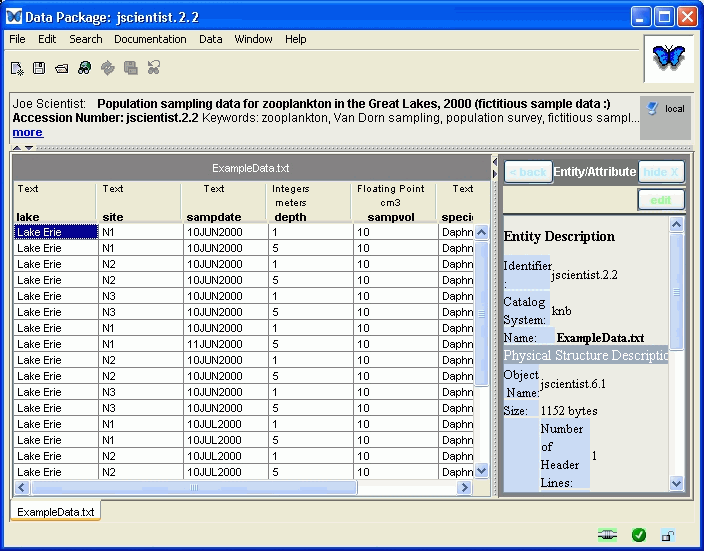 Data Package: jscientist.2.2
File Edit Search Documentation Data Window Help
Joe Scientist: Population sampling data for zooplankton in the Great Lakes, 2000 (fictitious sample data :)
Accession Number: jscientist.2.2 Keywords: zooplankton, Van Dorn sampling, population survey, fictitious sampl...
more
local
ExampleData.txt
Text Text Text Integers Floating Point Text
meters cm3
lake site sampdate depth sampvol speci
Lake Erie N1 10JUN2000 1 10 Daphn
Lake Erie N1 10JUN2000 5 10 Daphn
Lake Erie N2 10JUN2000 1 10 Daphn
Lake Erie N2 10JUN2000 5 10 Daphn
Lake Erie N3 10JUN2000 1 10 Daphn
Lake Erie N3 10JUN2000 5 10 Daphn
Lake Erie N1 10JUN2000 1 10 Daphn
Lake Erie N1 11JUN2000 5 10 Daphn
Lake Erie N2 10JUN2000 1 10 Daphn
Lake Erie N2 10JUN2000 5 10 Daphn
Lake Erie N3 10JUN2000 1 10 Daphn
Lake Erie N3 10JUN2000 5 10 Daphn
Lake Erie N1 10JUL2000 1 10 Daphn
Lake Erie N1 10JUL2000 5 10 Daphn
Lake Erie N2 10JUL2000 1 10 Daphn
Lake Erie N2 10JUL2000 5 10 Daphn
< back Entity/Attribute hide X
edit
Entity Description
Identifier
: jscientist.2.2
Catalog
System: knb
Name: ExampleData.txt
Physical Structure Descriptio
Object
Name: jscientist.6.1
Size: 1152 bytes
Number
of
Header
Lines: 1
ExampleData.txt